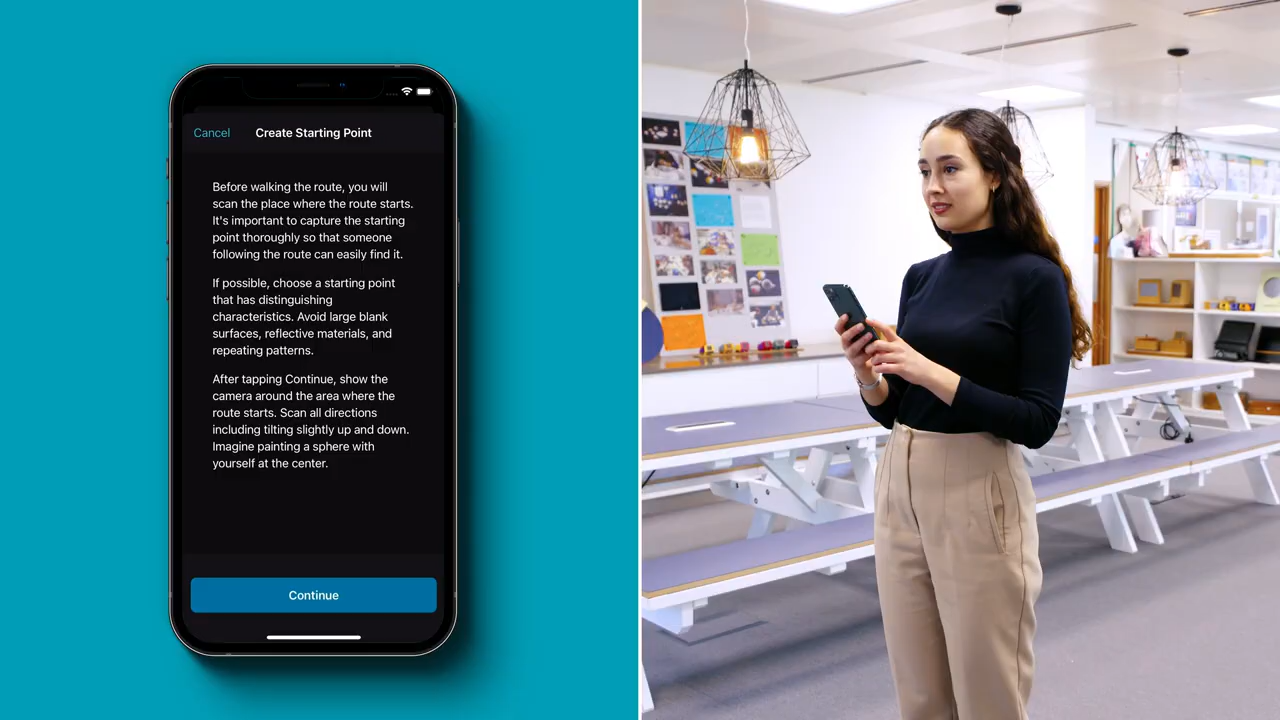 Cancel Create Starting Point
Before walking the route, you will
scan the place where the route starts.
It's important to capture the starting
point thoroughly so that someone
following the route can easily find it.
If possible, choose a starting point
that has distinguishing
characteristics. Avoid large blank
surfaces, reflective materials, and
repeating patterns.
After tapping Continue, show the
camera around the area where the
route starts. Scan all directions
including tilting slightly up and down.
Imagine painting a sphere with
yourself at the center.
Continue